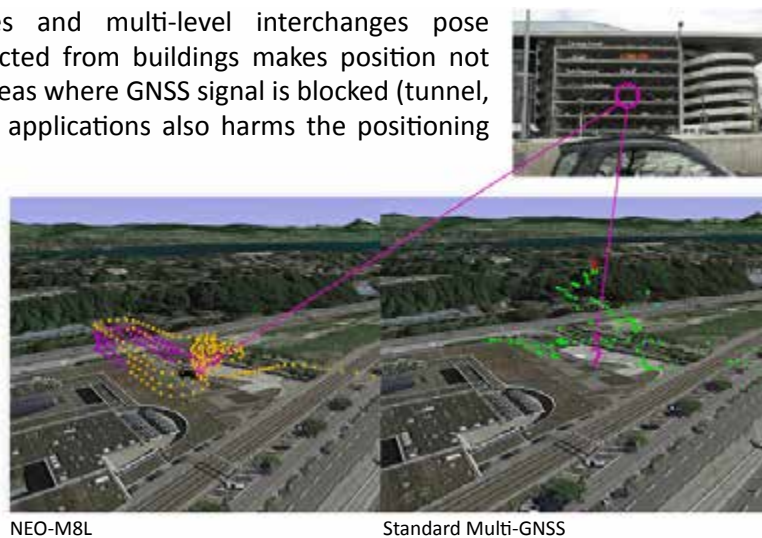 es and multi-level interchanges pose
cted from buildings makes position not
eas where GNSS signal is blocked (tunnel,
applications also harms the positioning
NEO-M8L
Standard Multi-GNSS